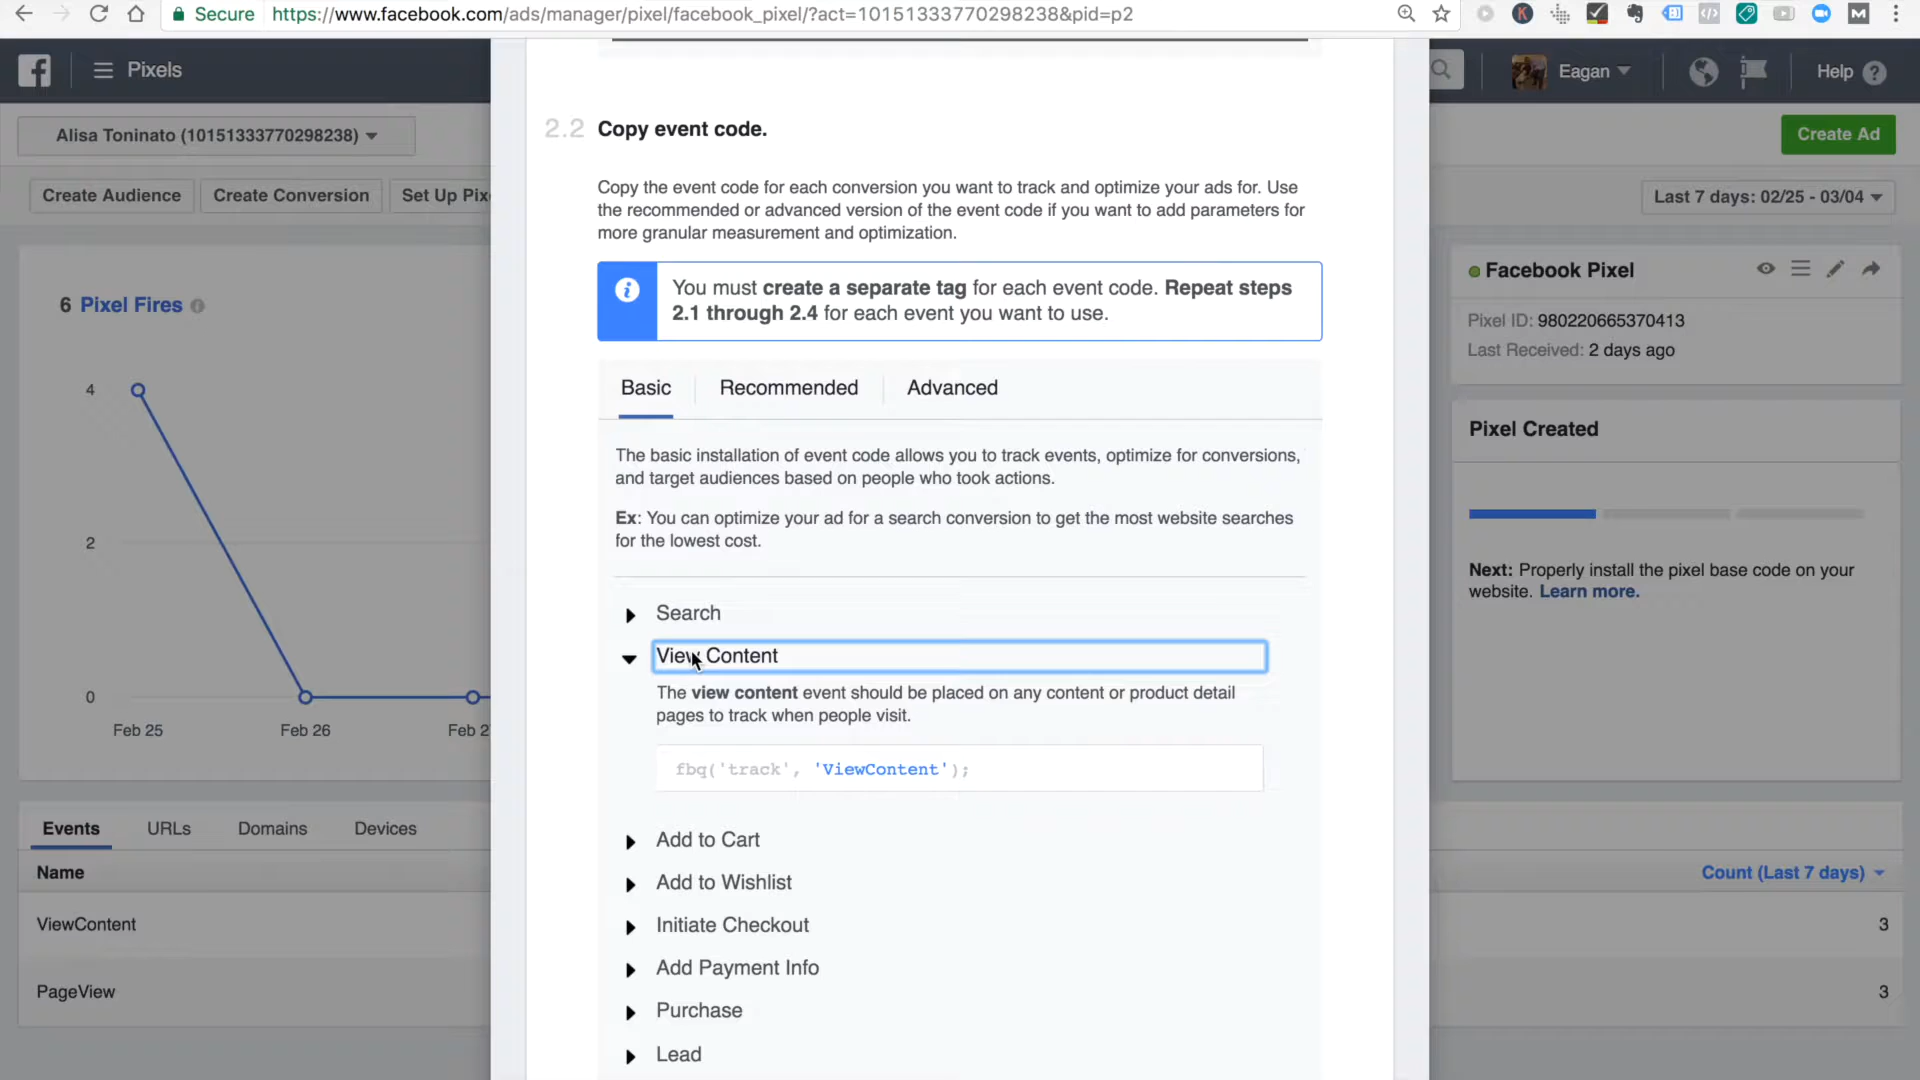 Secure https://www.facebook.com/ads/manager/pixel/facebook_pixel/?act=10151333770298238&pid=p2
Pixels
Eagan
Help
Alisa Toninato (10151333770298238)
Create Ad
Create Audience
Create Conversion
Set Up Pix
Last 7 days: 02/25 - 03/04
6 Pixel Fires
4
2
0
Feb 25
Feb 26
Feb 2
Events
URLs
Domains
Devices
Name
Count (Last 7 days)
ViewContent
3
PageView
3
2.2 Copy event code.
Copy the event code for each conversion you want to track and optimize your ads for. Use
the recommended or advanced version of the event code if you want to add parameters for
more granular measurement and optimization.
You must create a separate tag for each event code. Repeat steps
2.1 through 2.4 for each event you want to use.
Basic
Recommended
Advanced
The basic installation of event code allows you to track events, optimize for conversions,
and target audiences based on people who took actions.
Ex: You can optimize your ad for a search conversion to get the most website searches
for the lowest cost.
Search
View Content
The view content event should be placed on any content or product detail
pages to track when people visit.
fbq('track', 'ViewContent');
Add to Cart
Add to Wishlist
Initiate Checkout
Add Payment Info
Purchase
Lead
Facebook Pixel
Pixel ID: 980220665370413
Last Received: 2 days ago
Pixel Created
Next: Properly install the pixel base code on your
website. Learn more.